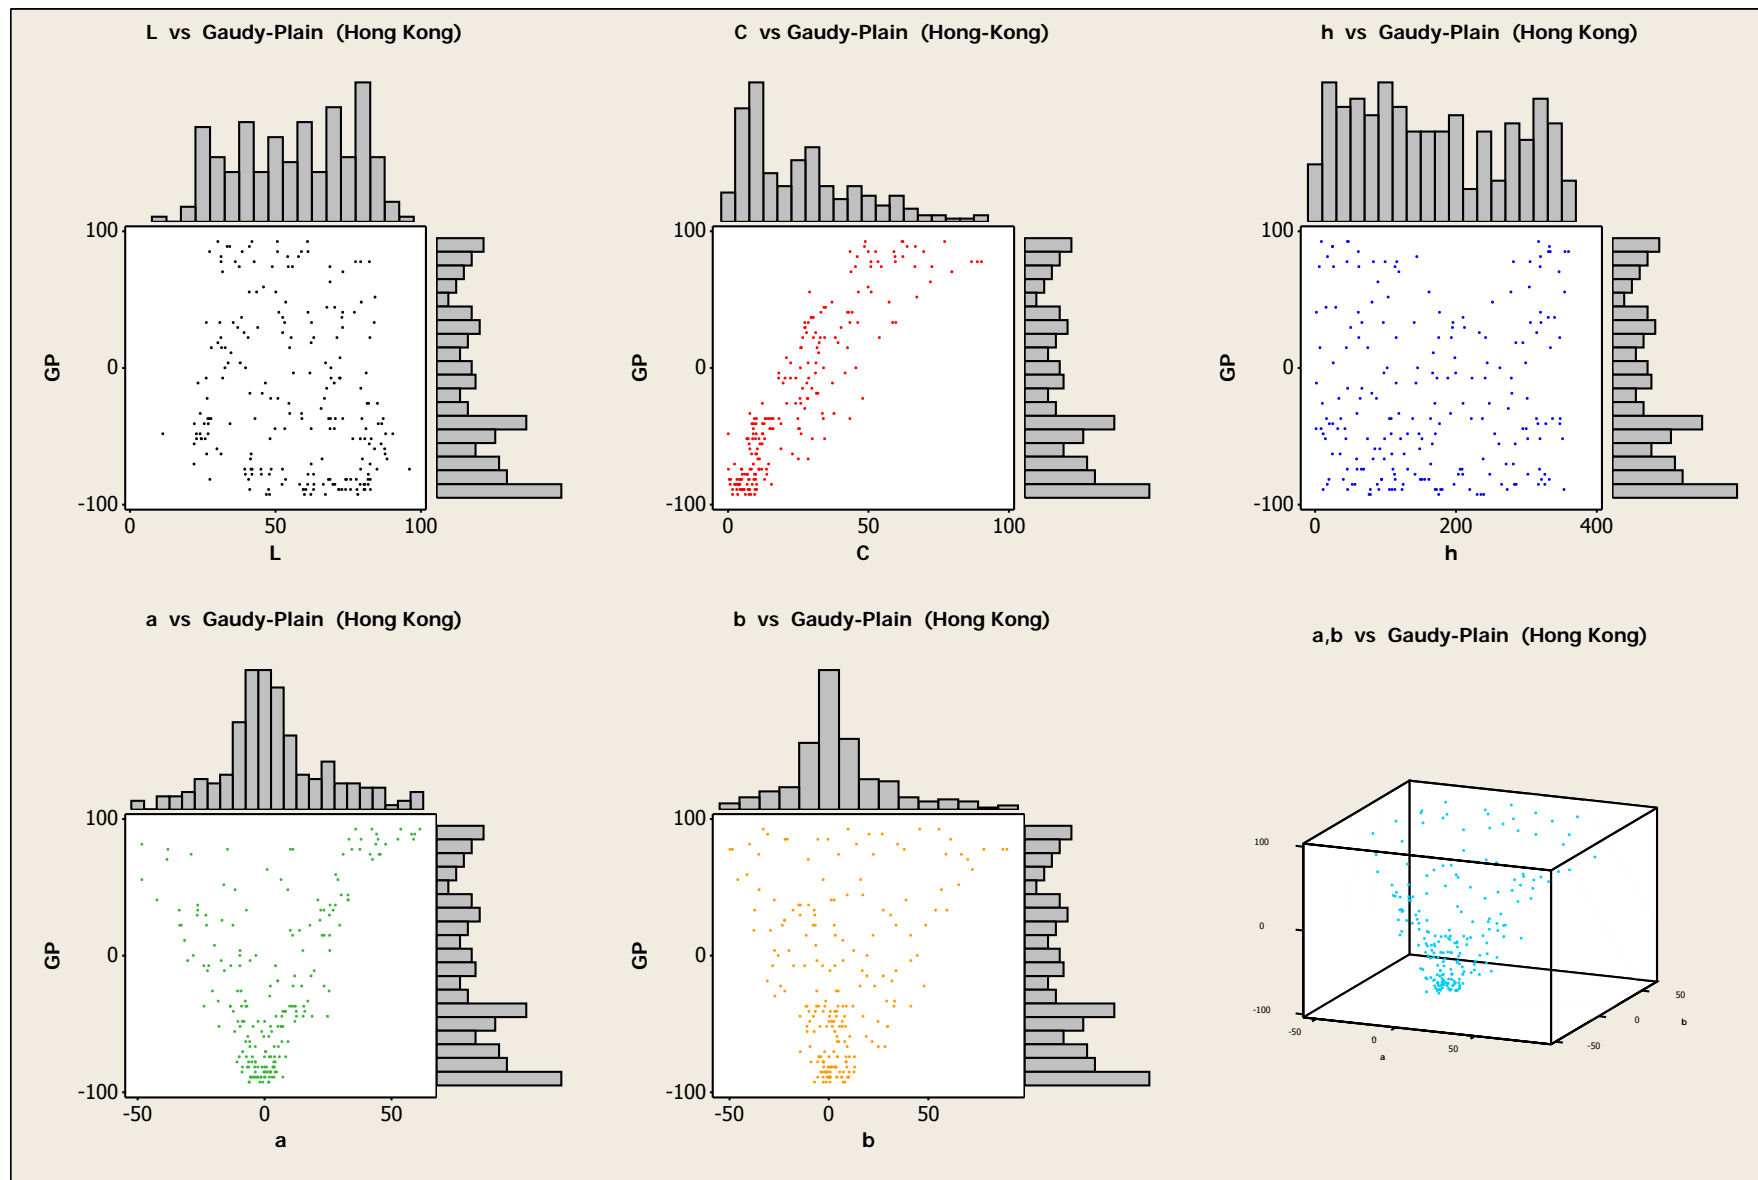 L vs Gaudy-Plain (Hong Kong)
C vs Gaudy-Plain (Hong-Kong)
h vs Gaudy-Plain (Hong Kong)
100
0
-100
GP
0
50
100
L
100
0
-100
GP
0
50
100
C
100
0
-100
GP
0
200
400
h
a vs Gaudy-Plain (Hong Kong)
b vs Gaudy-Plain (Hong Kong)
a,b vs Gaudy-Plain (Hong Kong)
100
0
-100
GP
-50
0
50
a
100
0
-100
GP
-50
0
50
b
100
0
-100
-50
0
50
a
-50
0
50
b